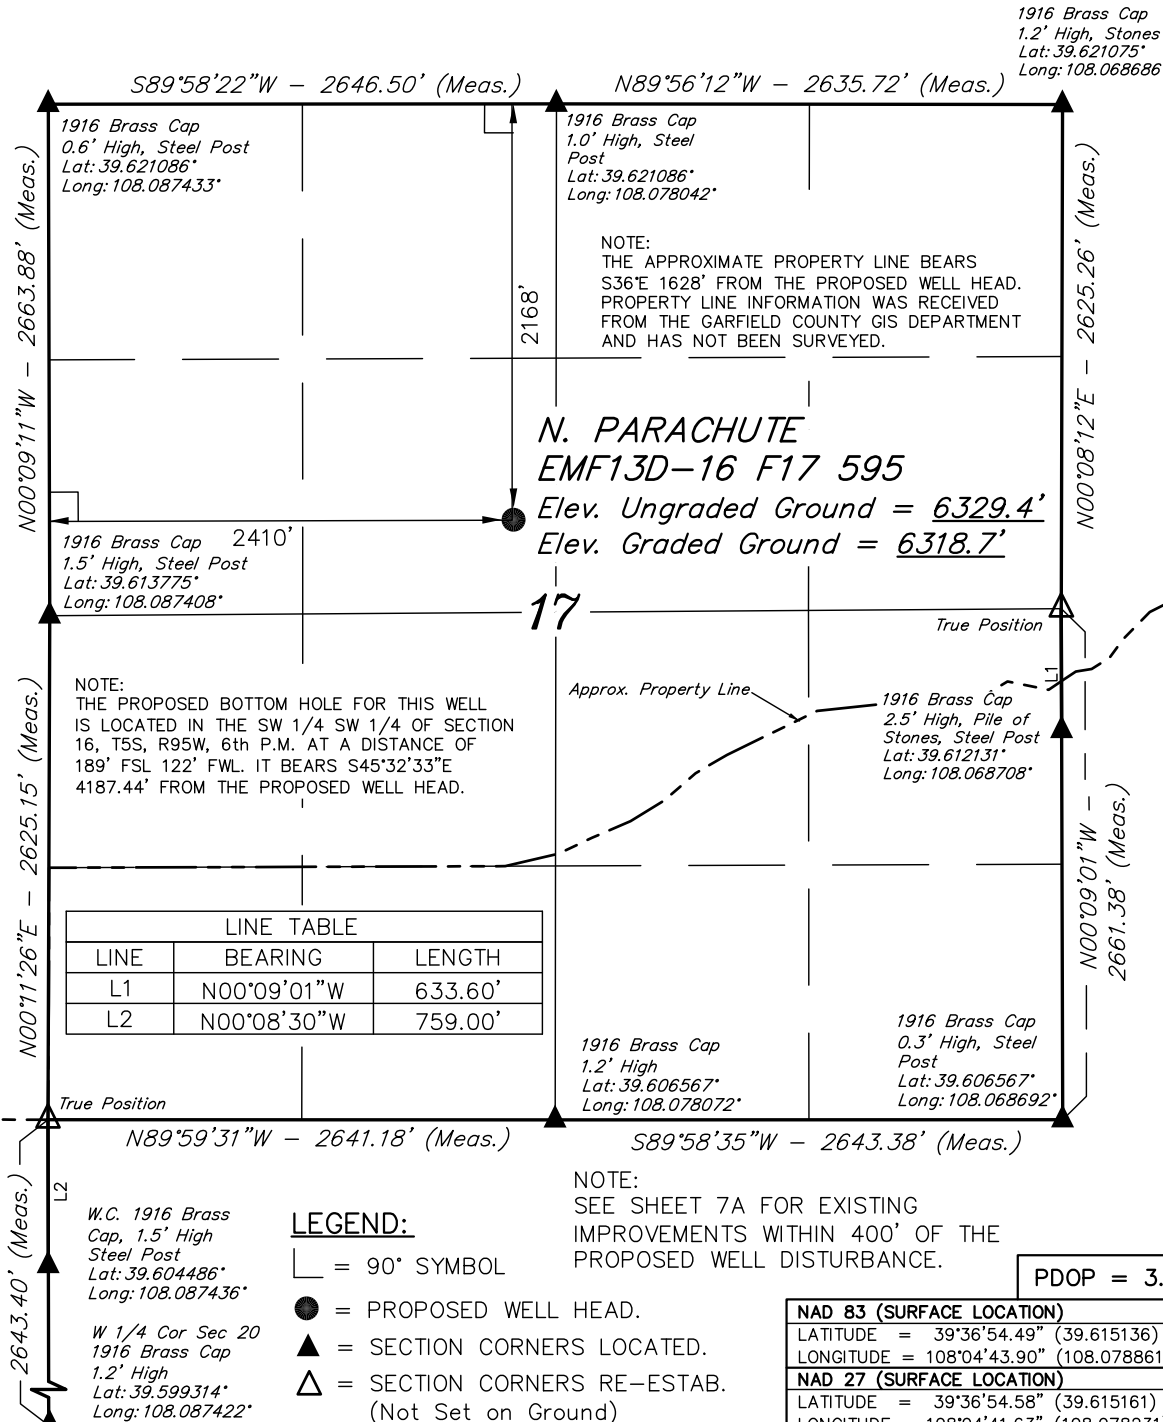 1916 Brass Cap
1.2' High, Stones
Lat: 39.621075°
Long: 108.068686
S89°58'22"W - 2646.50' (Meas.)
N89°56'12"W - 2635.72' (Meas.)
1916 Brass Cap
0.6' High, Steel Post
Lat: 39.621086°
Long: 108.087433°
1916 Brass Cap
1.0' High, Steel
Post
Lat: 39.621086°
Long: 108.078042°
N00°09'11"W - 2663.88' (Meas.)
N00°08'12"E - 2625.26' (Meas.)
NOTE:
THE APPROXIMATE PROPERTY LINE BEARS
S36°E 1628' FROM THE PROPOSED WELL HEAD.
PROPERTY LINE INFORMATION WAS RECEIVED
FROM THE GARFIELD COUNTY GIS DEPARTMENT
AND HAS NOT BEEN SURVEYED.
2168'
N. PARACHUTE
EMF13D-16 F17 595
Elev. Ungraded Ground = 6329.4'
Elev. Graded Ground = 6318.7'
2410'
1916 Brass Cap
1.5' High, Steel Post
Lat: 39.613775°
Long: 108.087408°
17
True Position
L1
NOTE:
THE PROPOSED BOTTOM HOLE FOR THIS WELL
IS LOCATED IN THE SW 1/4 SW 1/4 OF SECTION
16, T5S, R95W, 6th P.M. AT A DISTANCE OF
189' FSL 122' FWL. IT BEARS S45°32'33"E
4187.44' FROM THE PROPOSED WELL HEAD.
Approx. Property Line
1916 Brass Cap
2.5' High, Pile of
Stones, Steel Post
Lat: 39.612131°
Long: 108.068708°
N00°11'26"E - 2625.15' (Meas.)
N00°09'01"W -
2661.38' (Meas.)
LINE TABLE
LINE BEARING LENGTH
L1 N00°09'01"W 633.60'
L2 N00°08'30"W 759.00'
1916 Brass Cap
1.2' High
Lat: 39.606567°
Long: 108.078072°
1916 Brass Cap
0.3' High, Steel
Post
Lat: 39.606567°
Long: 108.068692°
True Position
N89°59'31"W - 2641.18' (Meas.)
S89°58'35"W - 2643.38' (Meas.)
L2
2643.40' (Meas.)
W.C. 1916 Brass
Cap, 1.5' High
Steel Post
Lat: 39.604486°
Long: 108.087436°
W 1/4 Cor Sec 20
1916 Brass Cap
1.2' High
Lat: 39.599314°
Long: 108.087422°
LEGEND:
= 90° SYMBOL
= PROPOSED WELL HEAD.
= SECTION CORNERS LOCATED.
= SECTION CORNERS RE-ESTAB.
(Not Set on Ground)
NOTE:
SEE SHEET 7A FOR EXISTING
IMPROVEMENTS WITHIN 400' OF THE
PROPOSED WELL DISTURBANCE.
PDOP = 3.
NAD 83 (SURFACE LOCATION)
LATITUDE = 39°36'54.49" (39.615136)
LONGITUDE = 108°04'43.90" (108.078861
NAD 27 (SURFACE LOCATION)
LATITUDE = 39°36'54.58" (39.615161)